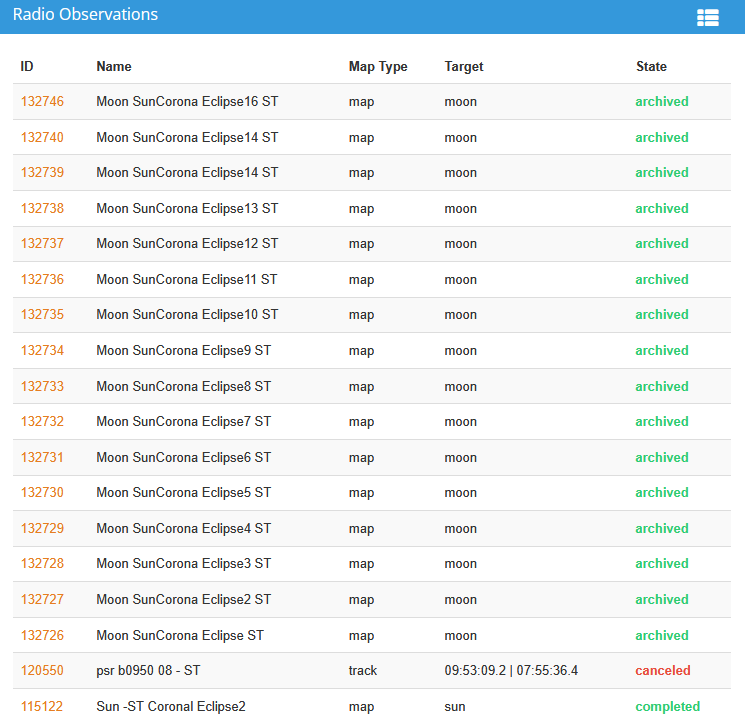 Radio Observations
ID Name Map Type Target State
132746 Moon SunCorona Eclipse16 ST map moon archived
132740 Moon SunCorona Eclipse14 ST map moon archived
132739 Moon SunCorona Eclipse14 ST map moon archived
132738 Moon SunCorona Eclipse13 ST map moon archived
132737 Moon SunCorona Eclipse12 ST map moon archived
132736 Moon SunCorona Eclipse11 ST map moon archived
132735 Moon SunCorona Eclipse10 ST map moon archived
132734 Moon SunCorona Eclipse9 ST map moon archived
132733 Moon SunCorona Eclipse8 ST map moon archived
132732 Moon SunCorona Eclipse7 ST map moon archived
132731 Moon SunCorona Eclipse6 ST map moon archived
132730 Moon SunCorona Eclipse5 ST map moon archived
132729 Moon SunCorona Eclipse4 ST map moon archived
132728 Moon SunCorona Eclipse3 ST map moon archived
132727 Moon SunCorona Eclipse2 ST map moon archived
132726 Moon SunCorona Eclipse ST map moon archived
120550 psr b0950 08 - ST track 09:53:09.2 | 07:55:36.4 canceled
115122 Sun -ST Coronal Eclipse2 map sun completed